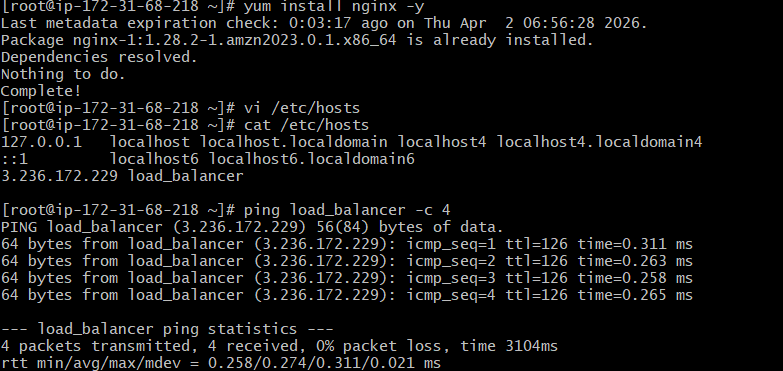 [root@ip-172-31-68-218 ~]# yum install nginx -y
Last metadata expiration check: 0:03:17 ago on Thu Apr  2 06:56:28 2026.
Package nginx-1:1.28.2-1.amzn2023.0.1.x86_64 is already installed.
Dependencies resolved.
Nothing to do.
Complete!
[root@ip-172-31-68-218 ~]# vi /etc/hosts
[root@ip-172-31-68-218 ~]# cat /etc/hosts
127.0.0.1   localhost localhost.localdomain localhost4 localhost4.localdomain4
::1         localhost6 localhost6.localdomain6
3.236.172.229 load_balancer
[root@ip-172-31-68-218 ~]# ping load_balancer -c 4
PING load_balancer (3.236.172.229) 56(84) bytes of data.
64 bytes from load_balancer (3.236.172.229): icmp_seq=1 ttl=126 time=0.311 ms
64 bytes from load_balancer (3.236.172.229): icmp_seq=2 ttl=126 time=0.263 ms
64 bytes from load_balancer (3.236.172.229): icmp_seq=3 ttl=126 time=0.258 ms
64 bytes from load_balancer (3.236.172.229): icmp_seq=4 ttl=126 time=0.265 ms
--- load_balancer ping statistics ---
4 packets transmitted, 4 received, 0% packet loss, time 3104ms
rtt min/avg/max/mdev = 0.258/0.274/0.311/0.021 ms